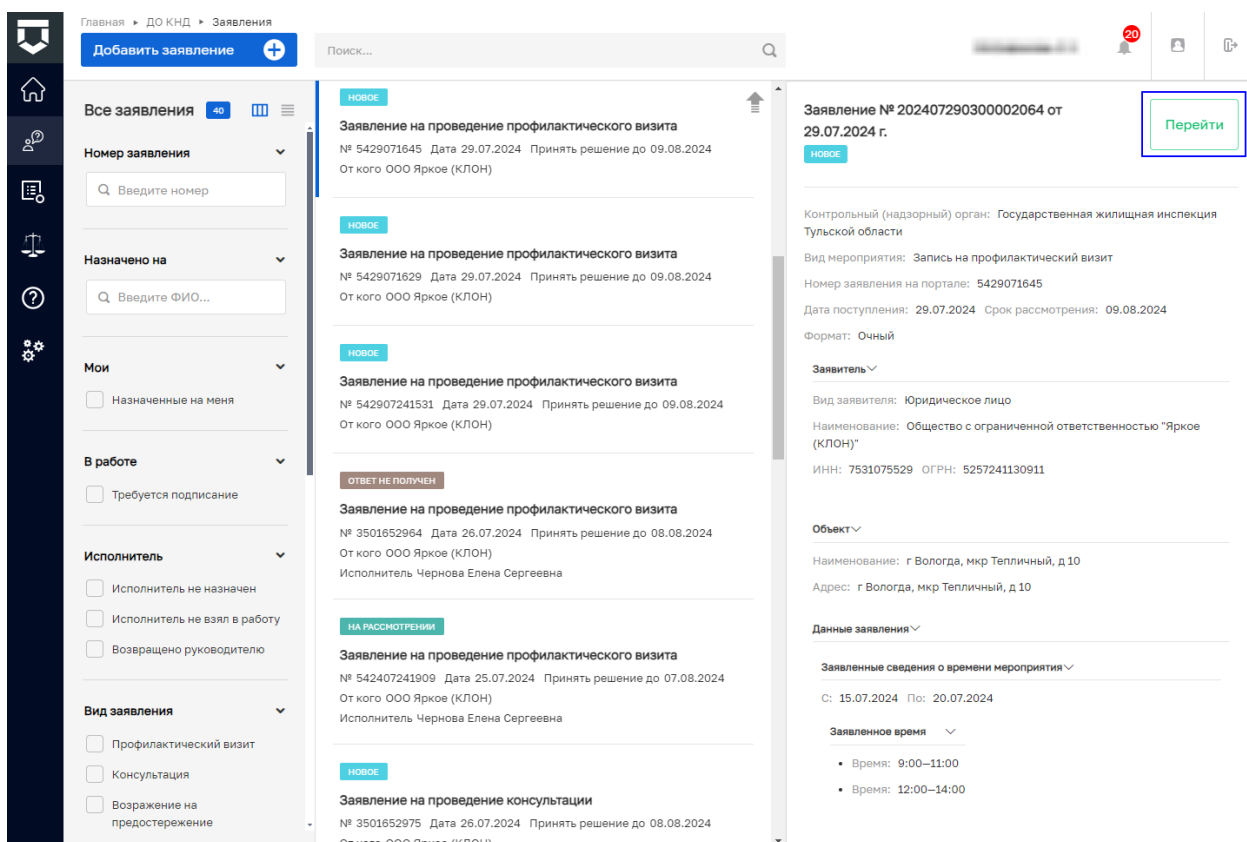 Главная ▸ ДО КНД ▸ Заявления
Добавить заявление
Поиск...
20
Все заявления 40
Номер заявления
Введите номер
Назначено на
Введите ФИО...
Мои
Назначенные на меня
В работе
Требуется подписание
Исполнитель
Исполнитель не назначен
Исполнитель не взял в работу
Возвращено руководителю
Вид заявления
Профилактический визит
Консультация
Возражение на
предостережение
НОВОЕ
Заявление на проведение профилактического визита
№ 5429071645 Дата 29.07.2024 Принять решение до 09.08.2024
От кого ООО Яркое (КЛОН)
НОВОЕ
Заявление на проведение профилактического визита
№ 5429071629 Дата 29.07.2024 Принять решение до 09.08.2024
От кого ООО Яркое (КЛОН)
НОВОЕ
Заявление на проведение профилактического визита
№ 542907241531 Дата 29.07.2024 Принять решение до 09.08.2024
От кого ООО Яркое (КЛОН)
ОТВЕТ НЕ ПОЛУЧЕН
Заявление на проведение профилактического визита
№ 3501652964 Дата 26.07.2024 Принять решение до 08.08.2024
От кого ООО Яркое (КЛОН)
Исполнитель Чернова Елена Сергеевна
НА РАССМОТРЕНИИ
Заявление на проведение профилактического визита
№ 542407241909 Дата 25.07.2024 Принять решение до 07.08.2024
От кого ООО Яркое (КЛОН)
Исполнитель Чернова Елена Сергеевна
НОВОЕ
Заявление на проведение консультации
№ 3501652975 Дата 26.07.2024 Принять решение до 08.08.2024
От кого ООО Яркое (КЛОН)
Заявление № 202407290300002064 от
29.07.2024 г.
НОВОЕ
Перейти
Контрольный (надзорный) орган: Государственная жилищная инспекция
Тульской области
Вид мероприятия: Запись на профилактический визит
Номер заявления на портале: 5429071645
Дата поступления: 29.07.2024 Срок рассмотрения: 09.08.2024
Формат: Очный
Заявитель
Вид заявителя: Юридическое лицо
Наименование: Общество с ограниченной ответственностью "Яркое
(КЛОН)"
ИНН: 7531075529 ОГРН: 5257241130911
Объект
Наименование: г Вологда, мкр Тепличный, д 10
Адрес: г Вологда, мкр Тепличный, д 10
Данные заявления
Заявленные сведения о времени мероприятия
С: 15.07.2024 По: 20.07.2024
Заявленное время
• Время: 9:00—11:00
• Время: 12:00—14:00